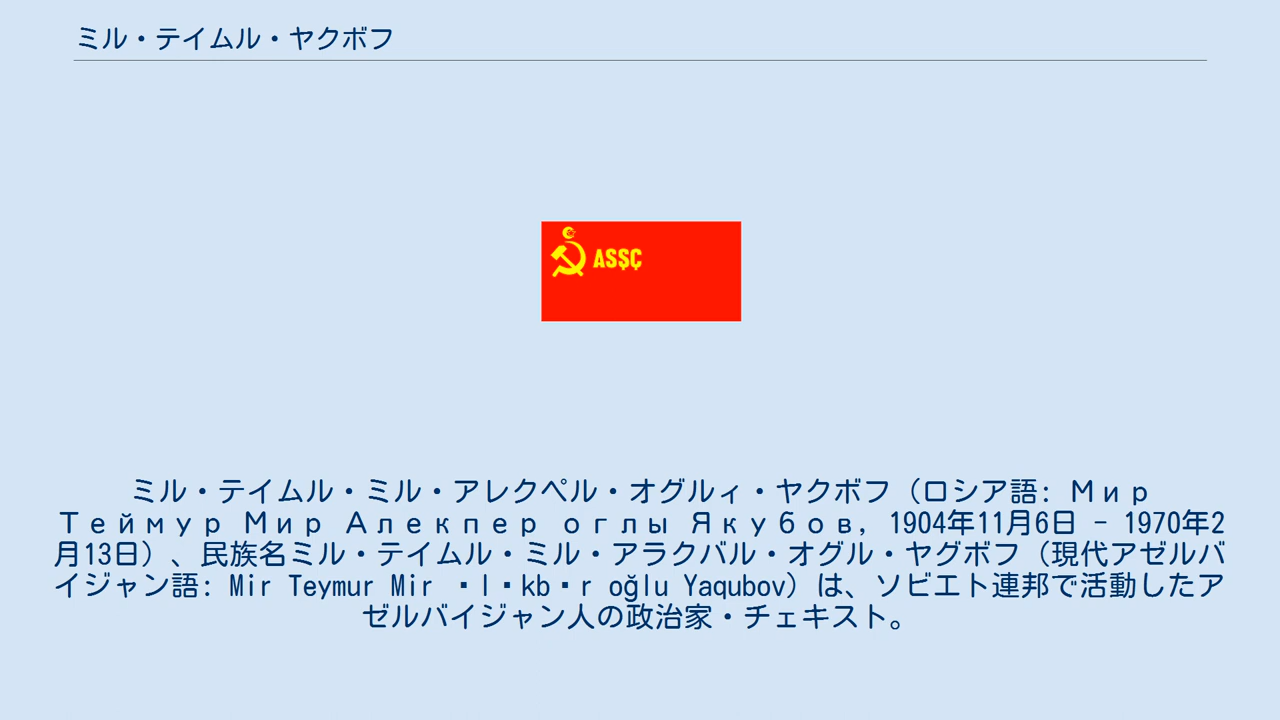 ミル・テイムル・ヤクボフ
ASSÇ
ミル・テイムル・ミル・アレクペル・オグルィ・ヤクボフ（ロシア語: Мир
Теймур Мир Алекпер оглы Якубов, 1904年11月6日 - 1970年2
月13日）、民族名ミル・テイムル・ミル・アラクバル・オグル・ヤグボフ（現代アゼルバ
イジャン語: Mir Teymur Mir ▪l▪kb▪r oğlu Yaqubov）は、ソビエト連邦で活動したア
ゼルバイジャン人の政治家・チェキスト。